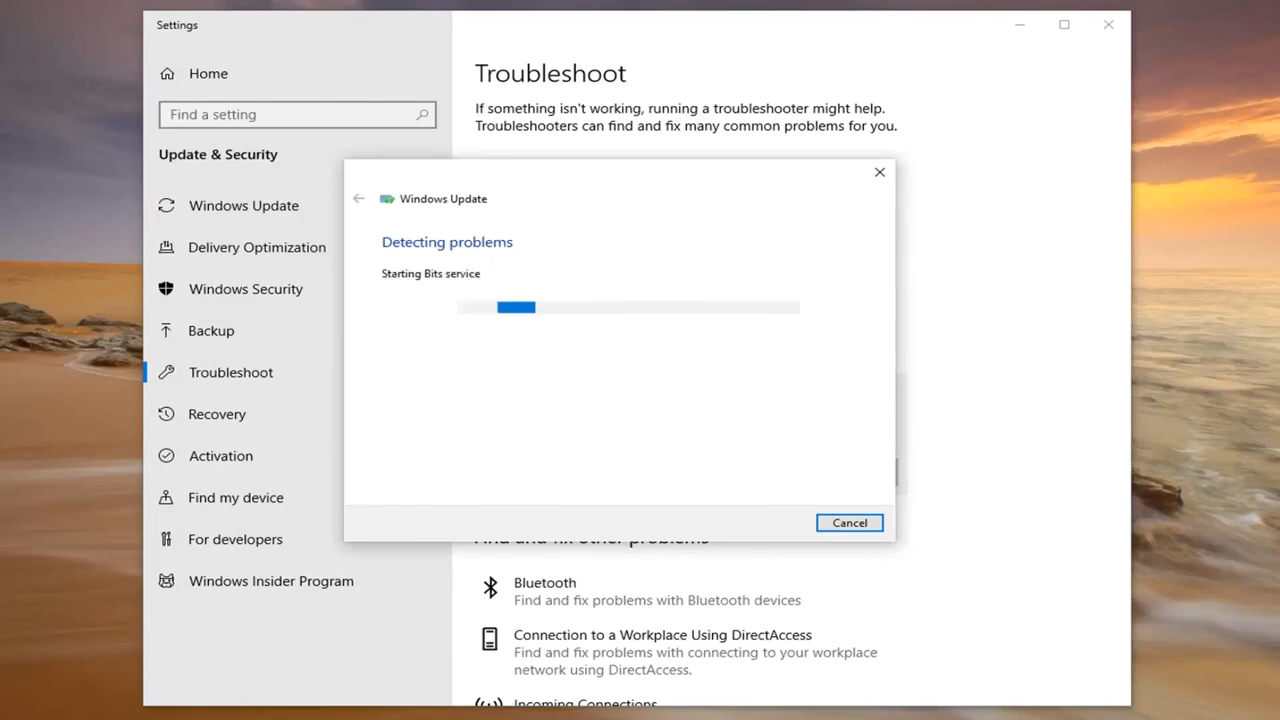 Settings
Home
Find a setting
Update & Security
Windows Update
Delivery Optimization
Windows Security
Backup
Troubleshoot
Recovery
Activation
Find my device
For developers
Windows Insider Program
Troubleshoot
If something isn't working, running a troubleshooter might help.
Troubleshooters can find and fix many common problems for you.
Windows Update
Detecting problems
Starting Bits service
Cancel
Find and fix other problems
Bluetooth
Find and fix problems with Bluetooth devices
Connection to a Workplace Using DirectAccess
Find and fix problems with connecting to your workplace
network using DirectAccess.
Incoming Connections